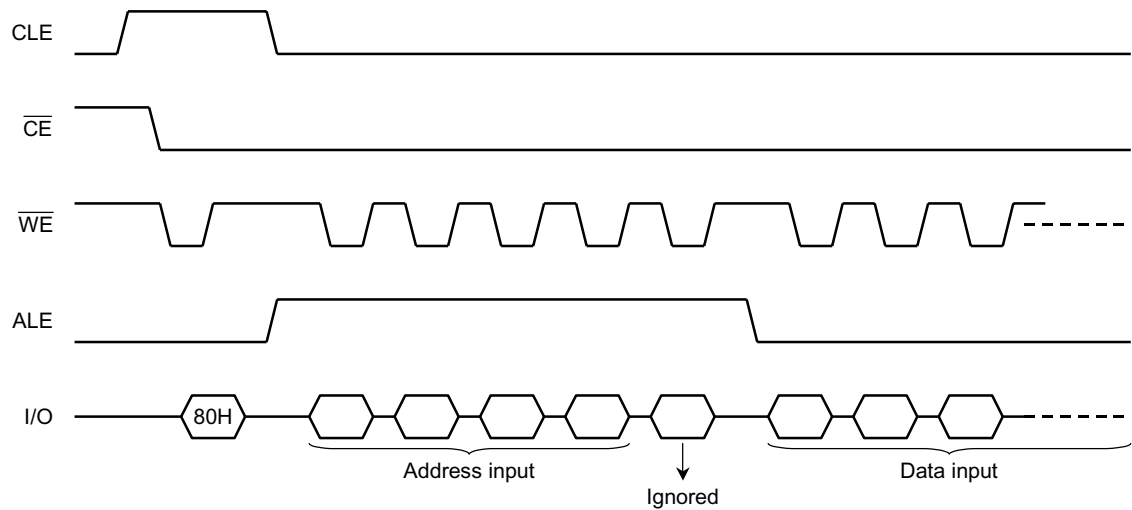 CLE
CE
WE
ALE
I/O
80H
Address input
Ignored
Data input